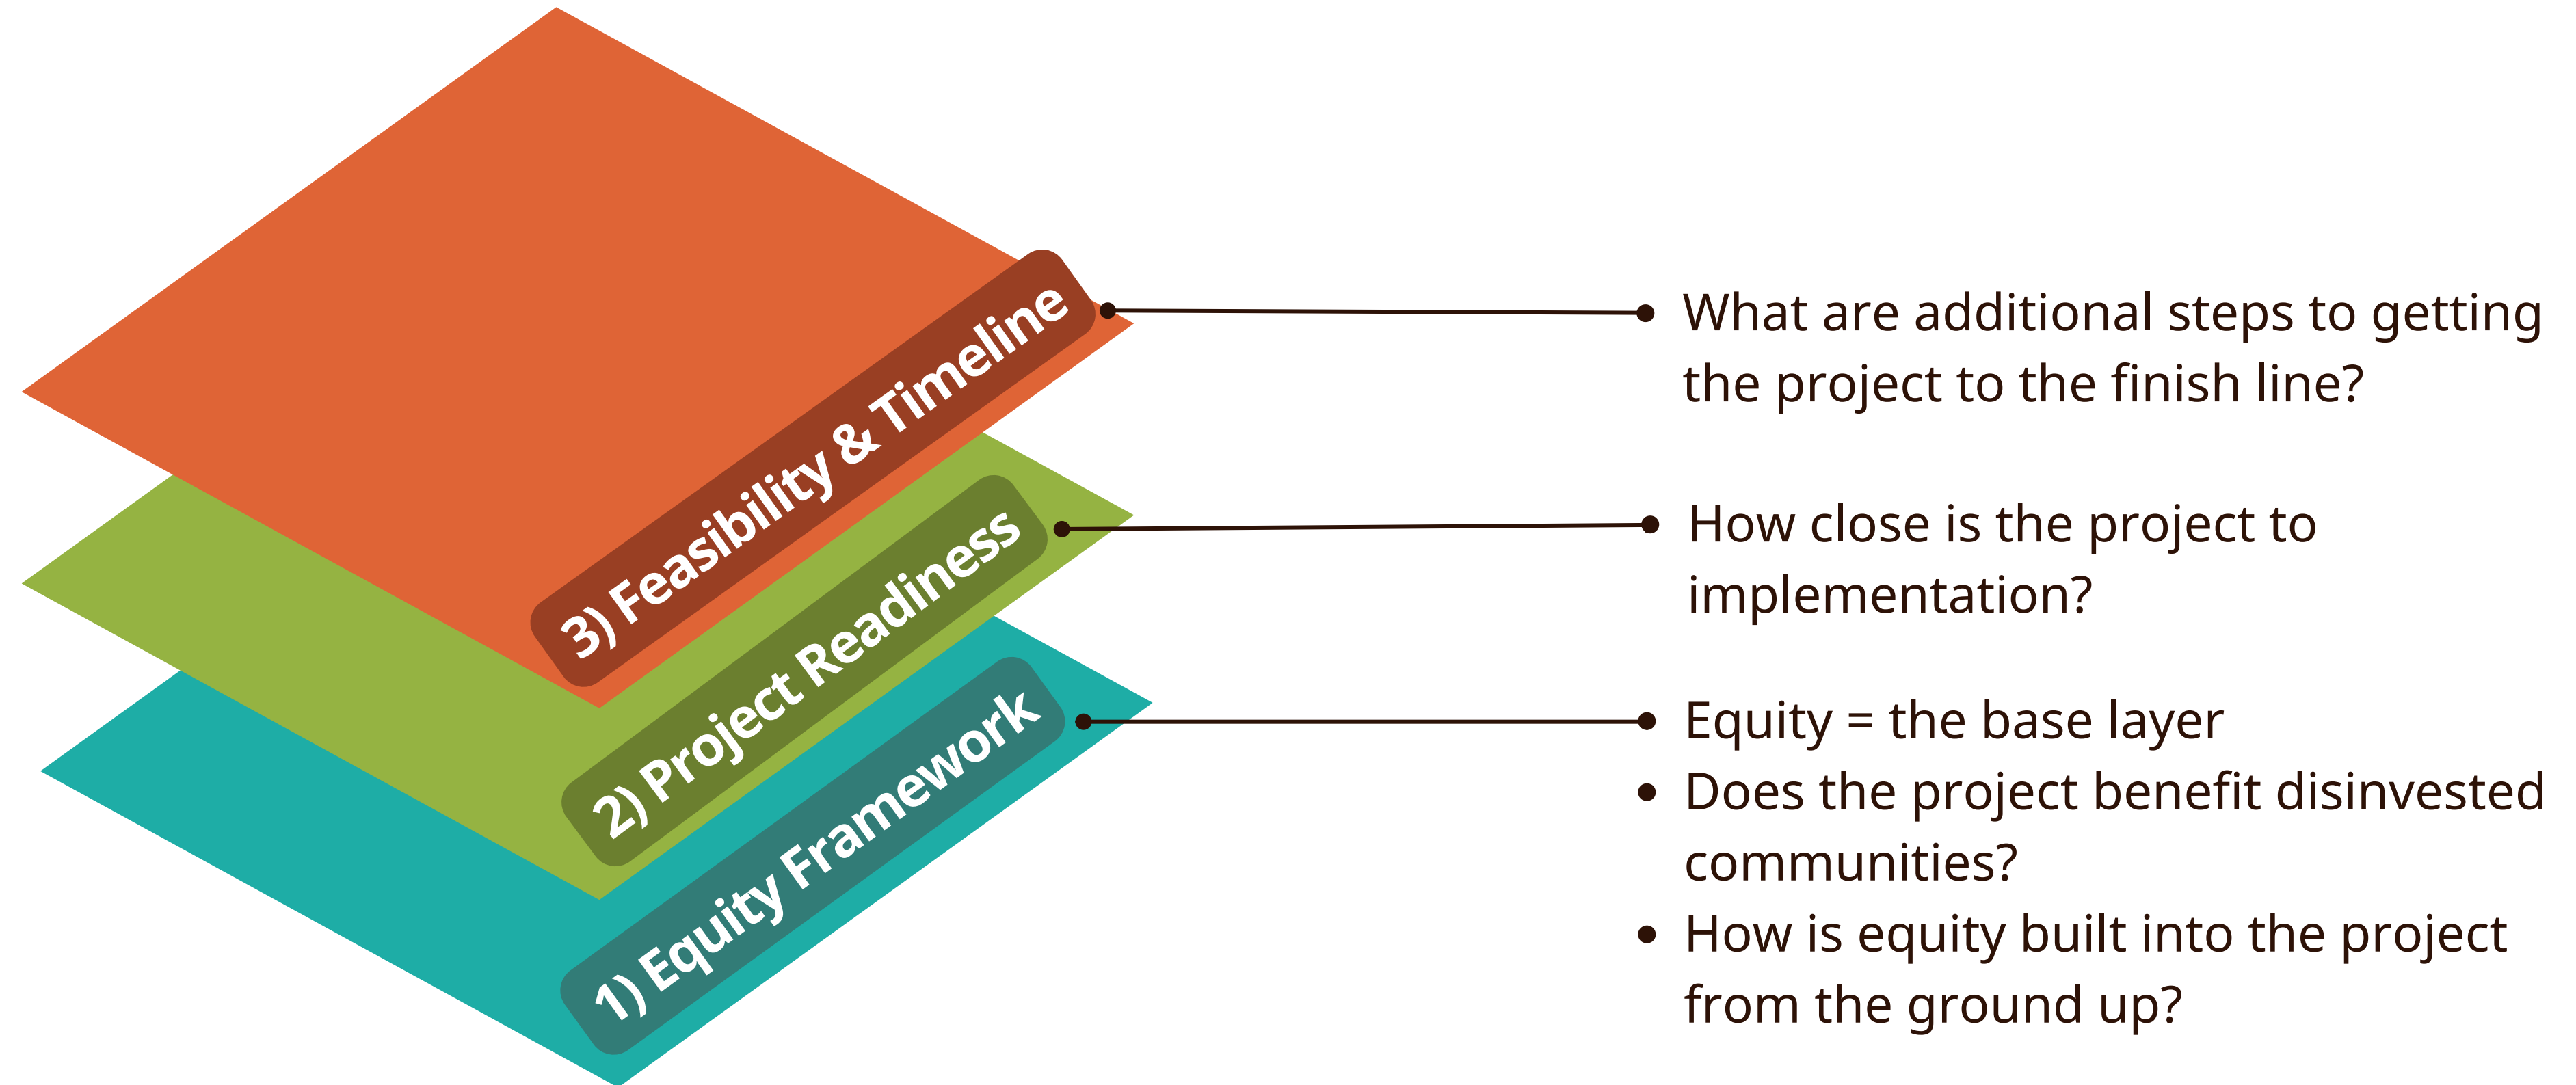 3) Feasibility & Timeline
• What are additional steps to getting
the project to the finish line?
2) Project Readiness
• How close is the project to
implementation?
1) Equity Framework
• Equity = the base layer
• Does the project benefit disinvested
communities?
• How is equity built into the project
from the ground up?